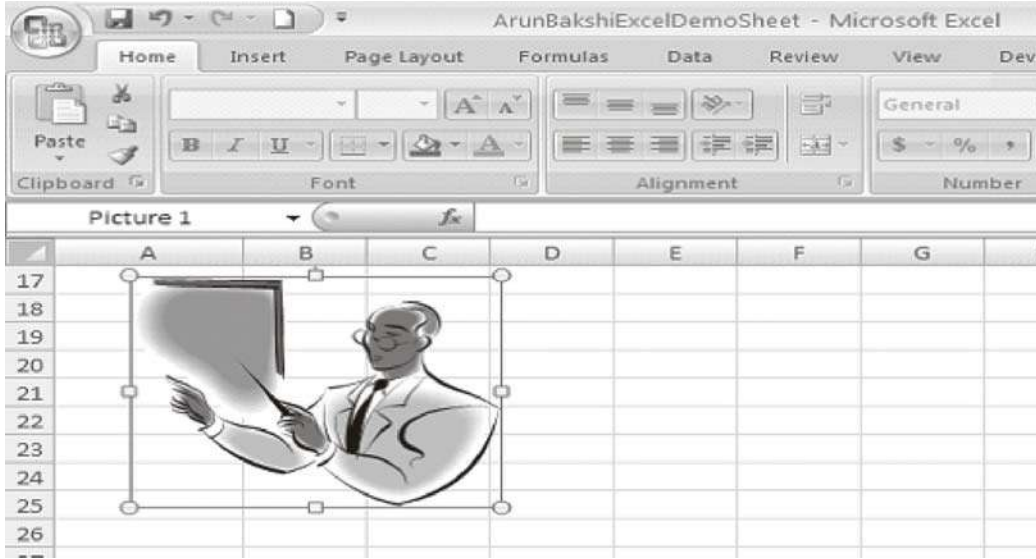 ArunBakshiExcelDemoSheet - Microsoft Excel
Home Insert Page Layout Formulas Data Review View Dev
Paste
General
B I U A A A $ % ,
Clipboard Font Alignment Number
Picture 1 fx
A B C D E F G
17
18
19
20
21
22
23
24
25
26